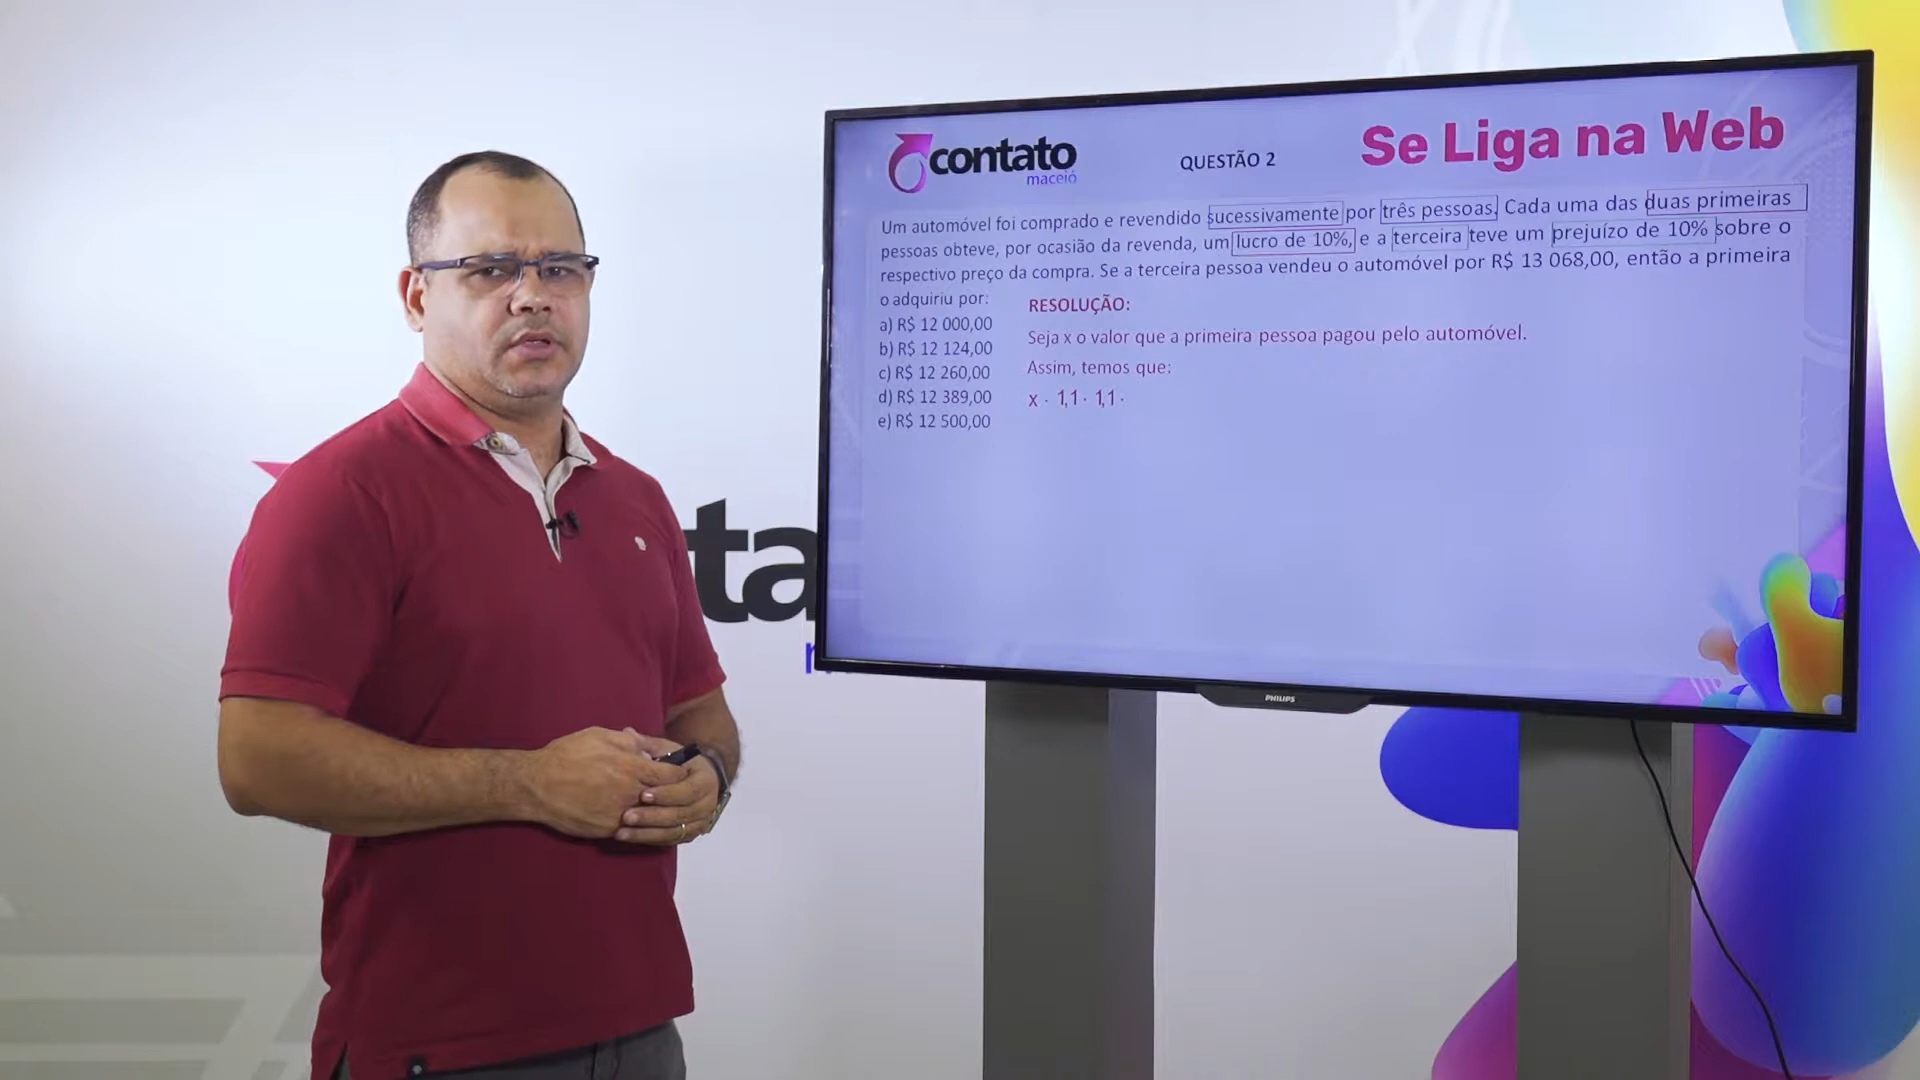 contato
maceió
QUESTÃO 2
Se Liga na Web
Um automóvel foi comprado e revendido sucessivamente por três pessoas. Cada uma das duas primeiras
pessoas obteve, por ocasião da revenda, um lucro de 10%, e a terceira teve um prejuízo de 10% sobre o
respectivo preço da compra. Se a terceira pessoa vendeu o automóvel por R$ 13 068,00, então a primeira
o adquiriu por:
a) R$ 12 000,00
b) R$ 12 124,00
c) R$ 12 260,00
d) R$ 12 389,00
e) R$ 12 500,00
RESOLUÇÃO:
Seja x o valor que a primeira pessoa pagou pelo automóvel.
Assim, temos que:
x · 1,1 · 1,1 ·
PHILIPS
ta